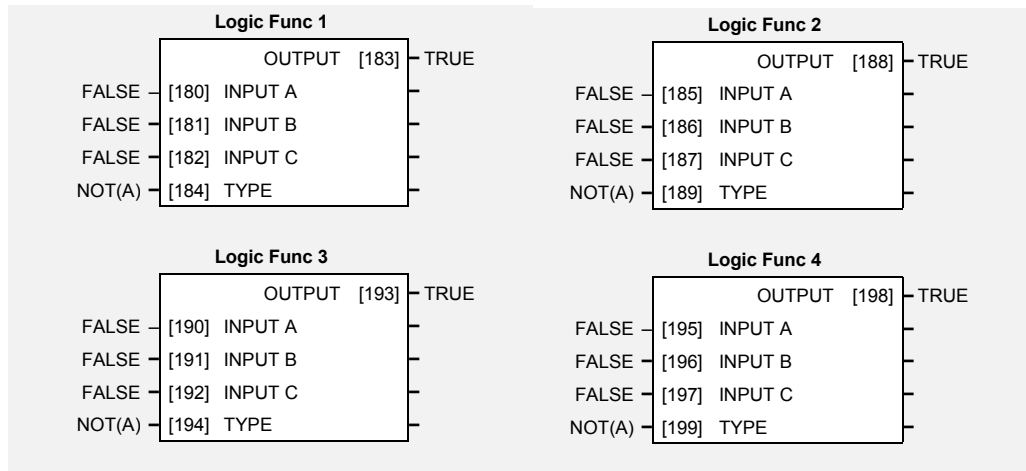 Logic Func 1
OUTPUT [183] TRUE
FALSE [180] INPUT A
FALSE [181] INPUT B
FALSE [182] INPUT C
NOT(A) [184] TYPE
Logic Func 2
OUTPUT [188] TRUE
FALSE [185] INPUT A
FALSE [186] INPUT B
FALSE [187] INPUT C
NOT(A) [189] TYPE
Logic Func 3
OUTPUT [193] TRUE
FALSE [190] INPUT A
FALSE [191] INPUT B
FALSE [192] INPUT C
NOT(A) [194] TYPE
Logic Func 4
OUTPUT [198] TRUE
FALSE [195] INPUT A
FALSE [196] INPUT B
FALSE [197] INPUT C
NOT(A) [199] TYPE